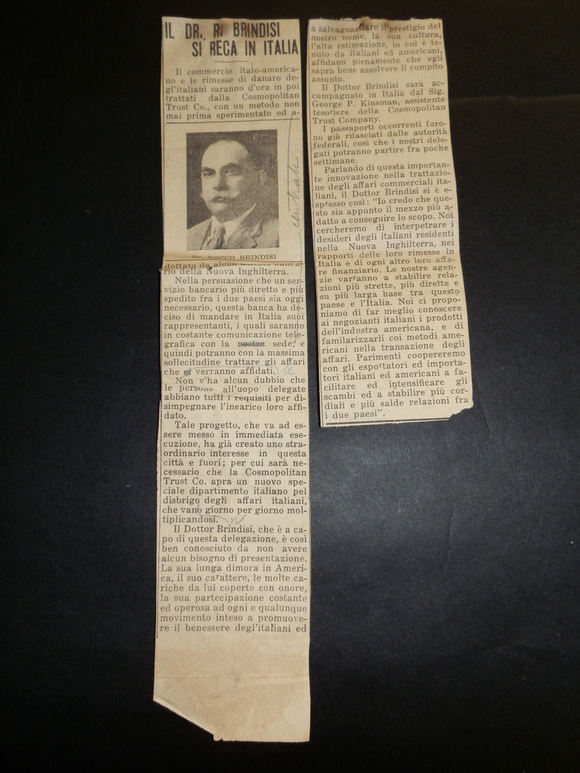 IL DR. R. BRINDISI
SI RECA IN ITALIA
Il commercio italo-america-
no e le rimesse di danaro de-
gl'italiani saranno d'ora in poi
trattati dalla Cosmopolitan
Trust Co., con un metodo non
mai prima sperimentato od a-
Dr. ROCCO BRINDISI
dottato da alcun banca-
rio della Nuova Inghilterra.
Nella persuasione che un ser-
vizio bancario più diretto e più
spedito fra i due paesi sia oggi
necessario, questa banca ha de-
ciso di mandare in Italia suoi
rappresentanti, i quali saranno
in costante comunicazione tele-
grafica con la nostra sede, e
quindi potranno con la massima
sollecitudine trattare gli affari
che verranno affidati.
Non v'ha alcun dubbio che
le persone all'uopo delegate
abbiano tutti i requisiti per di-
simpegnare l'incarico loro affi-
dato.
Tale progetto, che va ad es-
sere messo in immediata ese-
cuzione, ha già creato uno stra-
ordinario interesse in questa
città e fuori; per cui sarà ne-
cessario che la Cosmopolitan
Trust Co. apra un nuovo spe-
ciale dipartimento italiano pel
disbrigo degli affari italiani,
che vano giorno per giorno mol-
tiplicandosi.
Il Dottor Brindisi, che è a ca-
po di questa delegazione, è così
ben conosciuto da non avere
alcun bisogno di presentazione.
La sua lunga dimora in Ameri-
ca, il suo carattere, le molte ca-
riche da lui coperte con onore,
la sua partecipazione costante
ed operosa ad ogni e qualunque
movimento inteso a promuove-
re il benessere degl'italiani ed
a salvaguardare il prestigio del
nostro nome, la sua cultura,
l'alta estimazione, in cui è te-
nuto da italiani ed americani,
affidano pienamente che egli
saprà bene assolvere il compito
assunto.
Il Dottor Brindisi sarà ac-
compagnato in Italia dal Sig.
George P. Kinsman, assistente
tesoriere della Cosmopolitan
Trust Company.
I passaporti occorrenti furo-
no già rilasciati dalle autorità
federali, così che i nostri dele-
gati potranno partire fra poche
settimane.
Parlando di questa importan-
te innovazione nella trattazio-
ne degli affari commerciali ita-
liani, il Dottor Brindisi si è e-
spresso così: "Io credo che que-
sto sia appunto il mezzo più a-
datto a conseguire lo scopo. Noi
cercheremo di interpetrare i
desideri degli italiani residenti
nella Nuova Inghilterra, nei
rapporti delle loro rimesse in
Italia e di ogni altro loro affa-
re finanziario. Le nostre agen-
zie varranno a stabilire rela-
zioni più strette, più dirette e
su più larga base tra questo
paese e l'Italia. Noi ci propo-
niamo di far meglio conoscere
ai negozianti italiani i prodotti
dell'industra americana, e di
familarizzarli coi metodi ame-
ricani nella transazione degli
affari. Parimenti coopereremo
con gli esportatori ed importa-
tori italiani ed americani a fa-
cilitare ed intensificare gli
scambi ed a stabilire più cor-
diali e più salde relazioni fra
i due paesi".